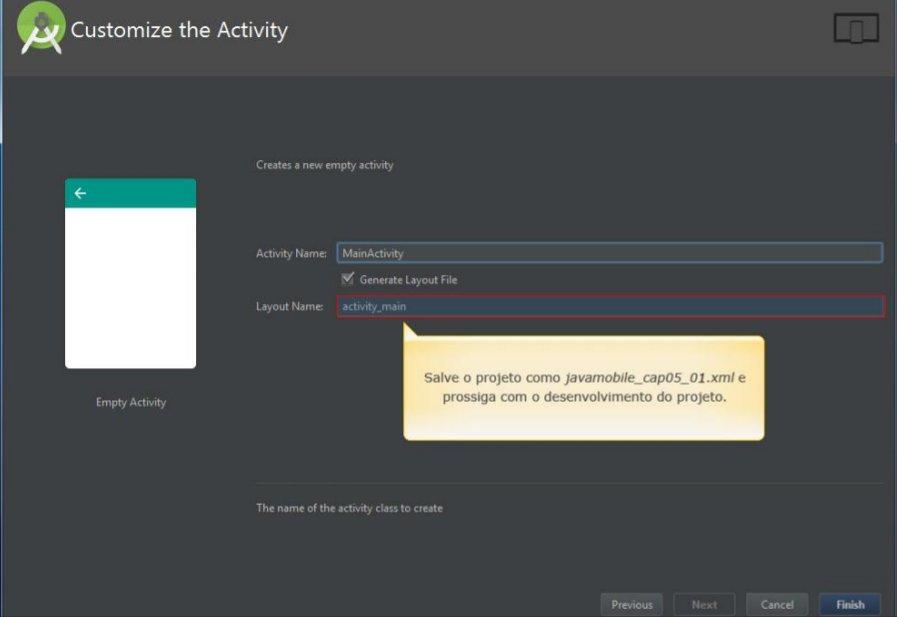 Customize the Activity
Creates a new empty activity
Activity Name: MainActivity
Generate Layout File
Layout Name: activity_main
Salve o projeto como javamobile_cap05_01.xml e
prossiga com o desenvolvimento do projeto.
Empty Activity
The name of the activity class to create
Previous Next Cancel Finish